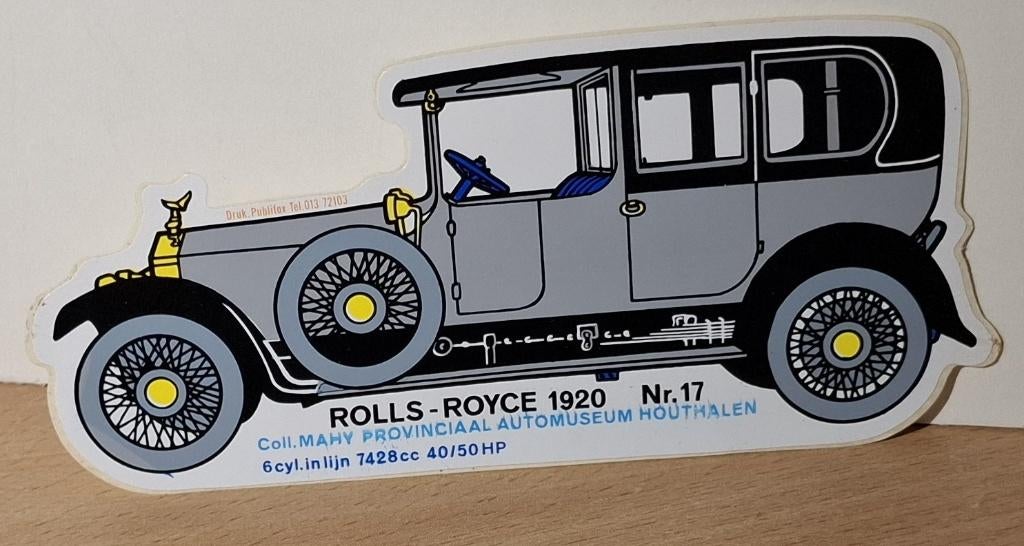 Druk. Publifox Tel. 013 72103
ROLLS-ROYCE 1920 Nr.17
Coll.MAHY PROVINCIAAL AUTOMUSEUM HOUTHALEN
6cyl.in lijn 7428cc 40/50HP